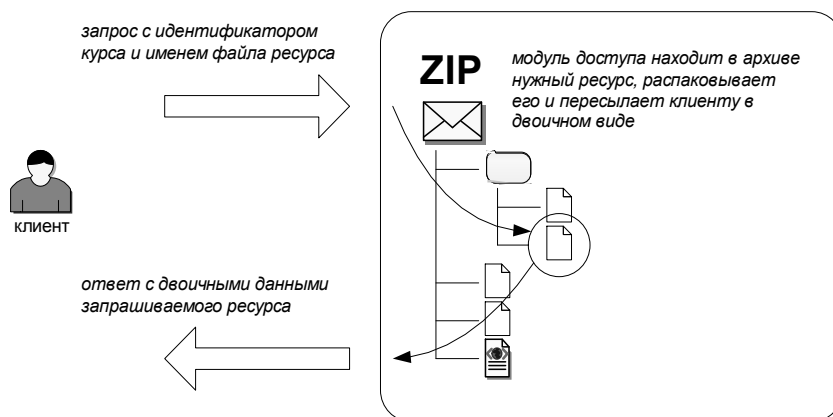 запрос с идентификатором
курса и именем файла ресурса
ZIP
модуль доступа находит в архиве
нужный ресурс, распаковывает
его и пересылает клиенту в
двоичном виде
клиент
ответ с двоичными данными
запрашиваемого ресурса